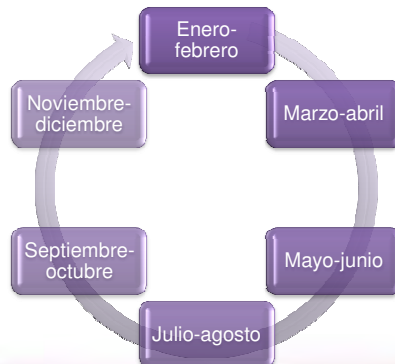 Enero-
febrero
Marzo-abril
Mayo-junio
Julio-agosto
Septiembre-
octubre
Noviembre-
diciembre